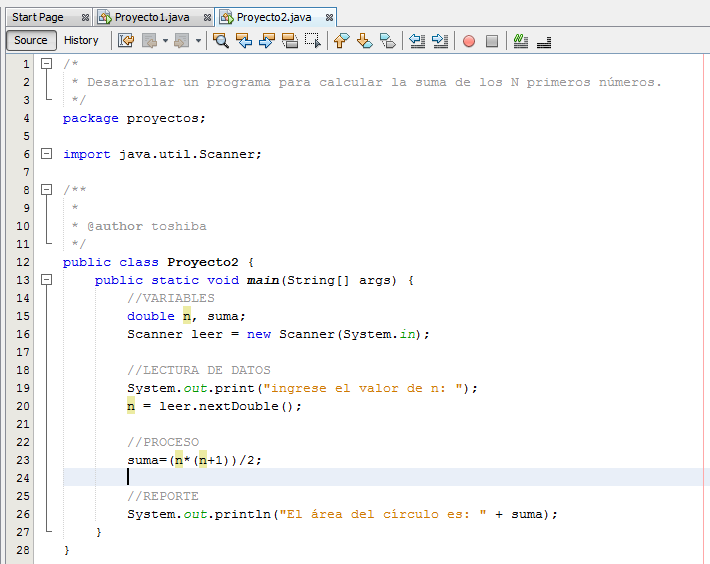 Start Page Proyecto1.java Proyecto2.java
Source History
1 /*
2 * Desarrollar un programa para calcular la suma de los N primeros números.
3 */
4 package proyectos;
5
6 import java.util.Scanner;
7
8 /**
9 *
10 * @author toshiba
11 */
12 public class Proyecto2 {
13 public static void main(String[] args) {
14 //VARIABLES
15 double n, suma;
16 Scanner leer = new Scanner(System.in);
17
18 //LECTURA DE DATOS
19 System.out.print("ingrese el valor de n: ");
20 n = leer.nextDouble();
21
22 //PROCESO
23 suma=(n*(n+1))/2;
24
25 //REPORTE
26 System.out.println("El área del círculo es: " + suma);
27 }
28 }